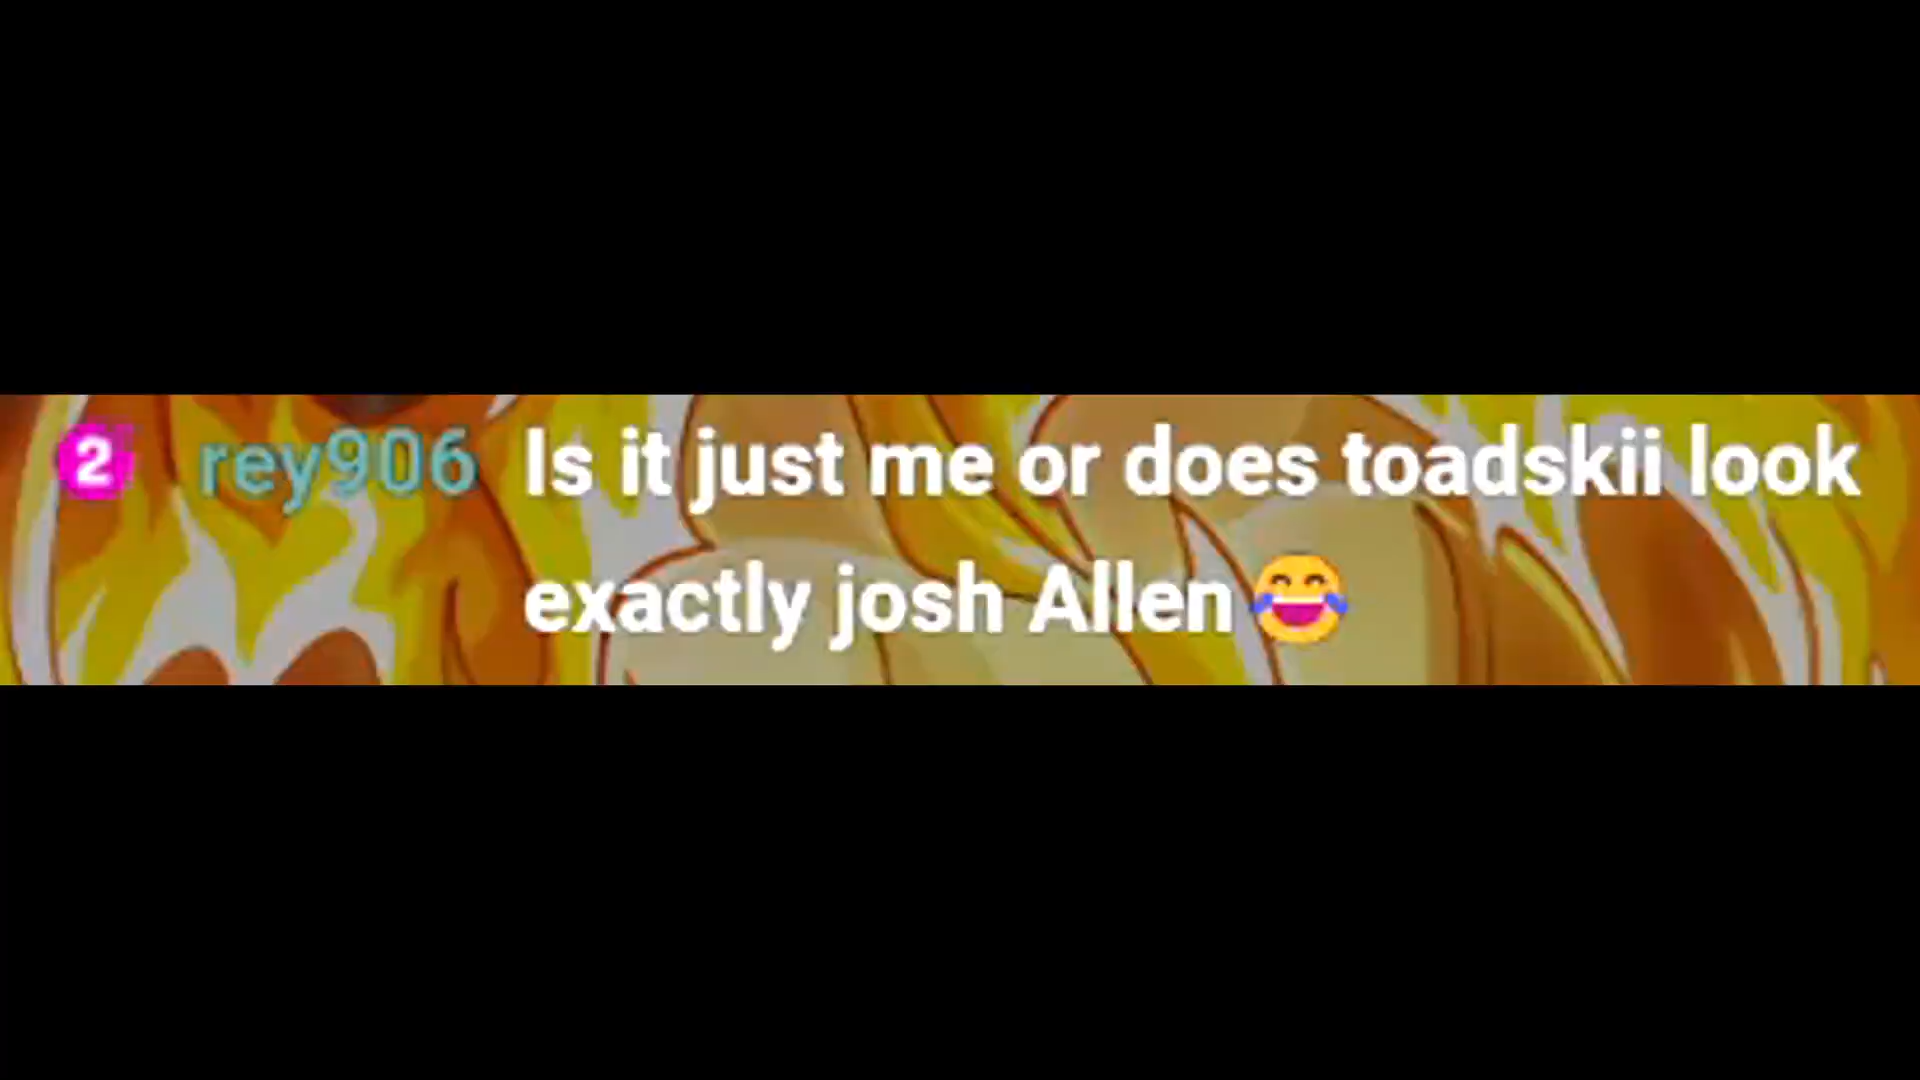 2 rey906 Is it just me or does toadskii look
exactly josh Allen 😂